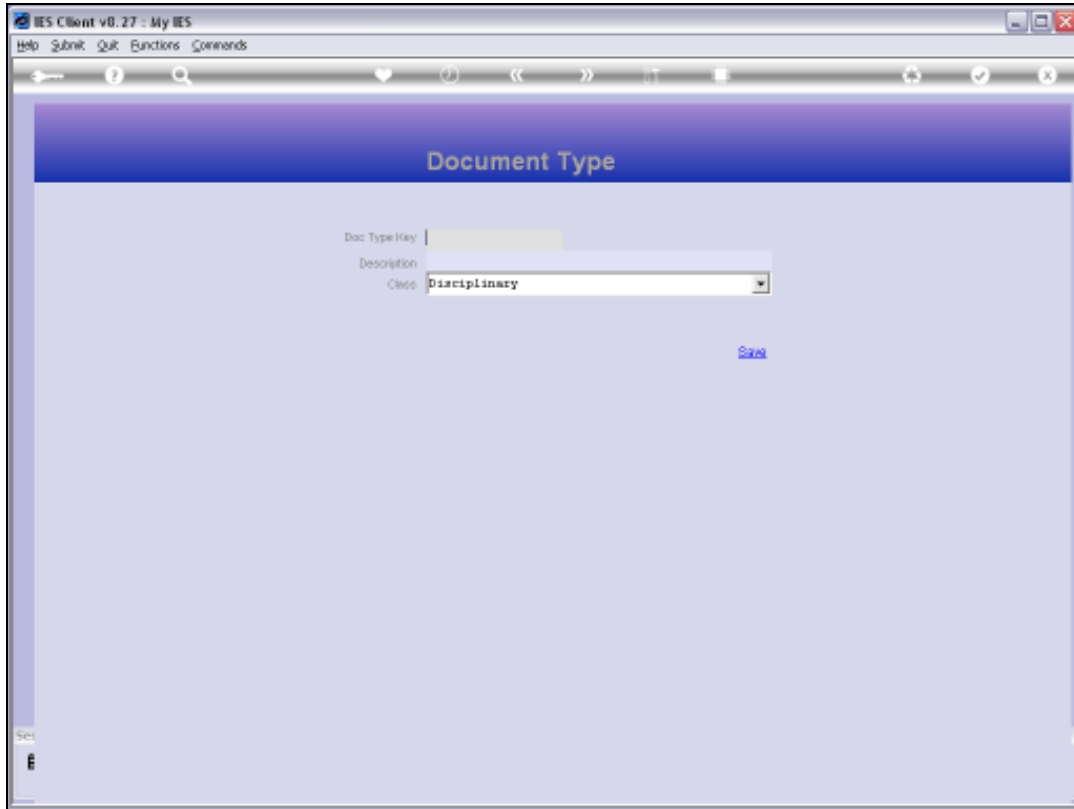 IES Client v8.27 : My IES
Help Submit Quit Functions Commands
Document Type
Doc Type Key
Description
Class Disciplinary
Save